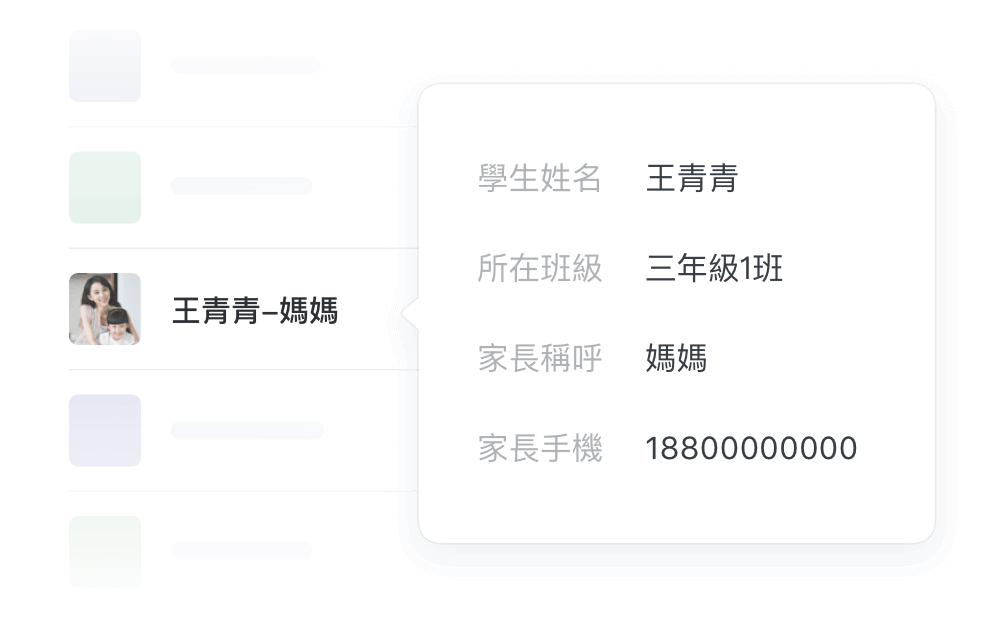 王青青–媽媽
學生姓名 王青青
所在班級 三年級1班
家長稱呼 媽媽
家長手機 18800000000